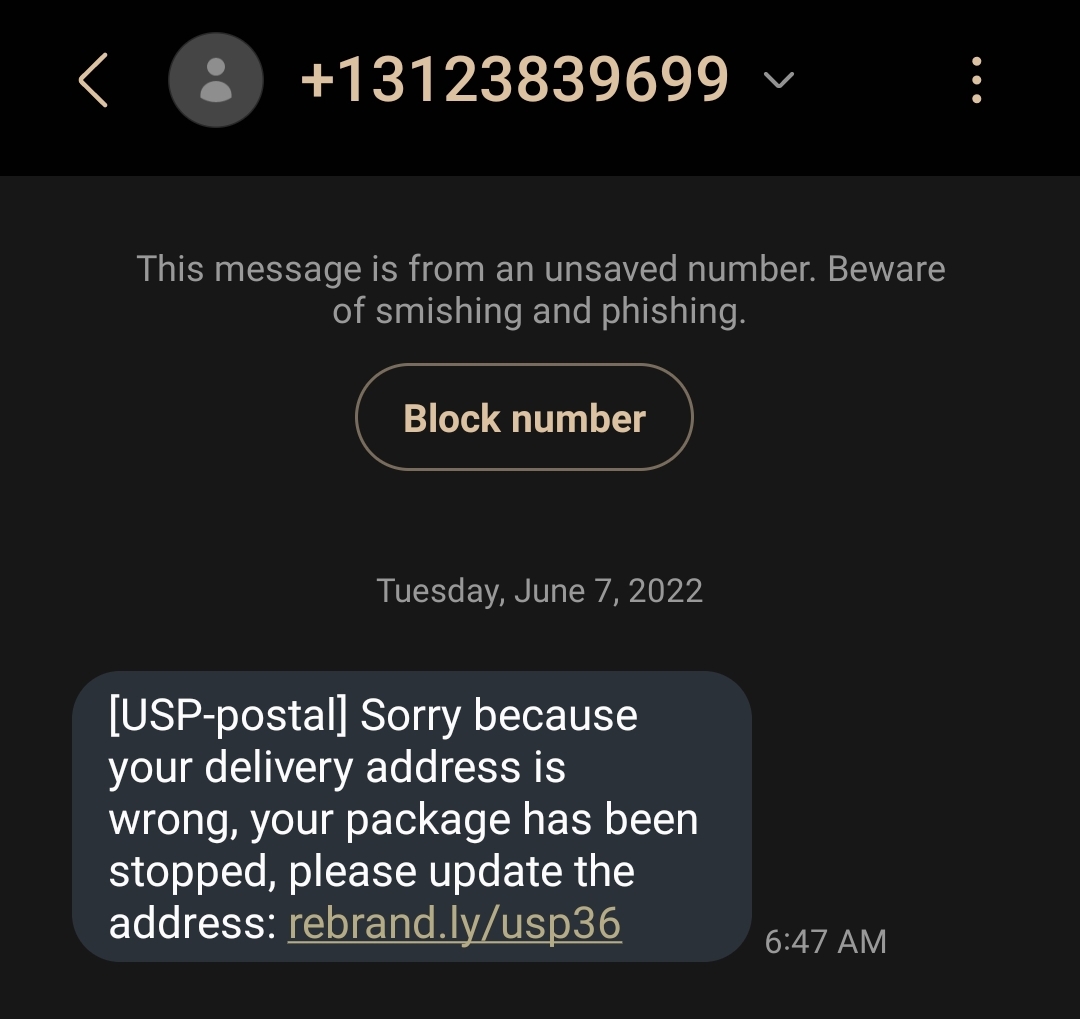 +13123839699
This message is from an unsaved number. Beware
of smishing and phishing.
Block number
Tuesday, June 7, 2022
[USP-postal] Sorry because
your delivery address is
wrong, your package has been
stopped, please update the
address: rebrand.ly/usp36
6:47 AM